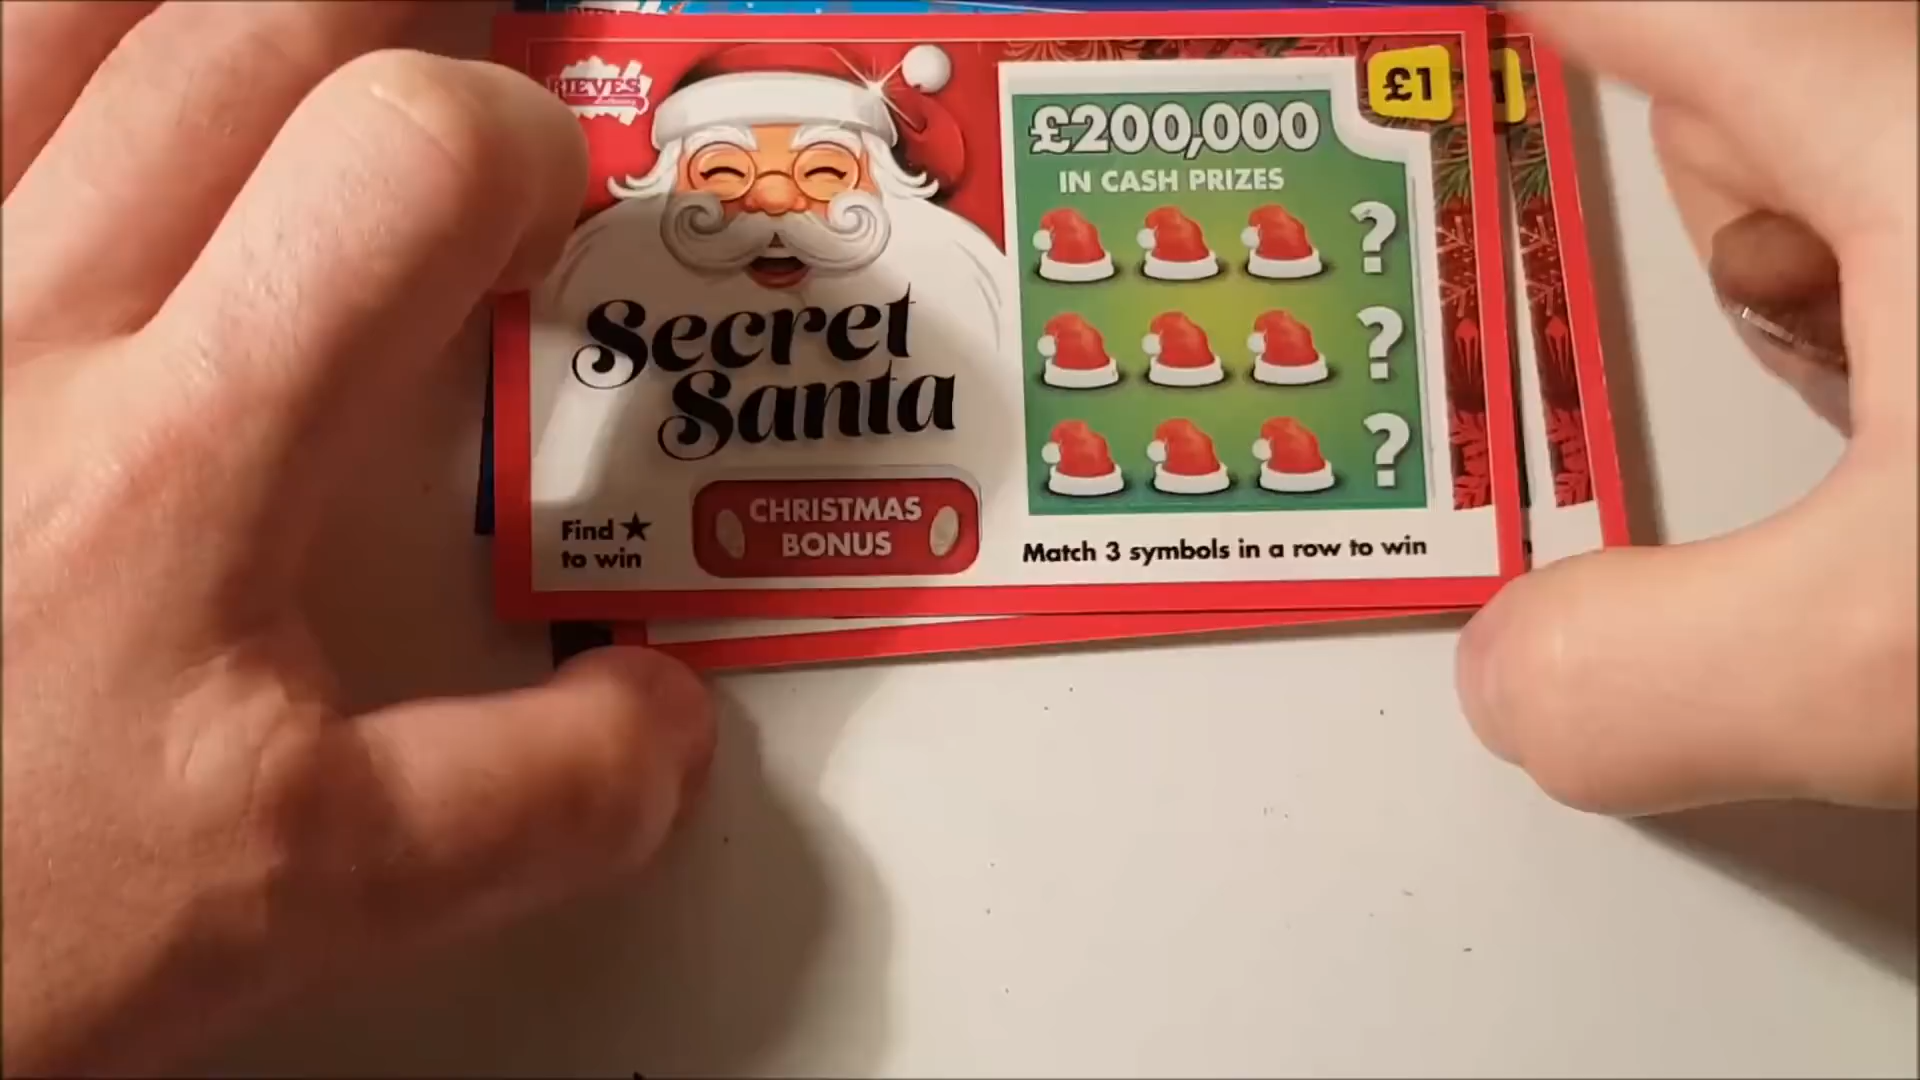 RIEVES
£1
£200,000
IN CASH PRIZES
? 
?
?
Secret
Santa
CHRISTMAS
BONUS
Find ★
to win
Match 3 symbols in a row to win